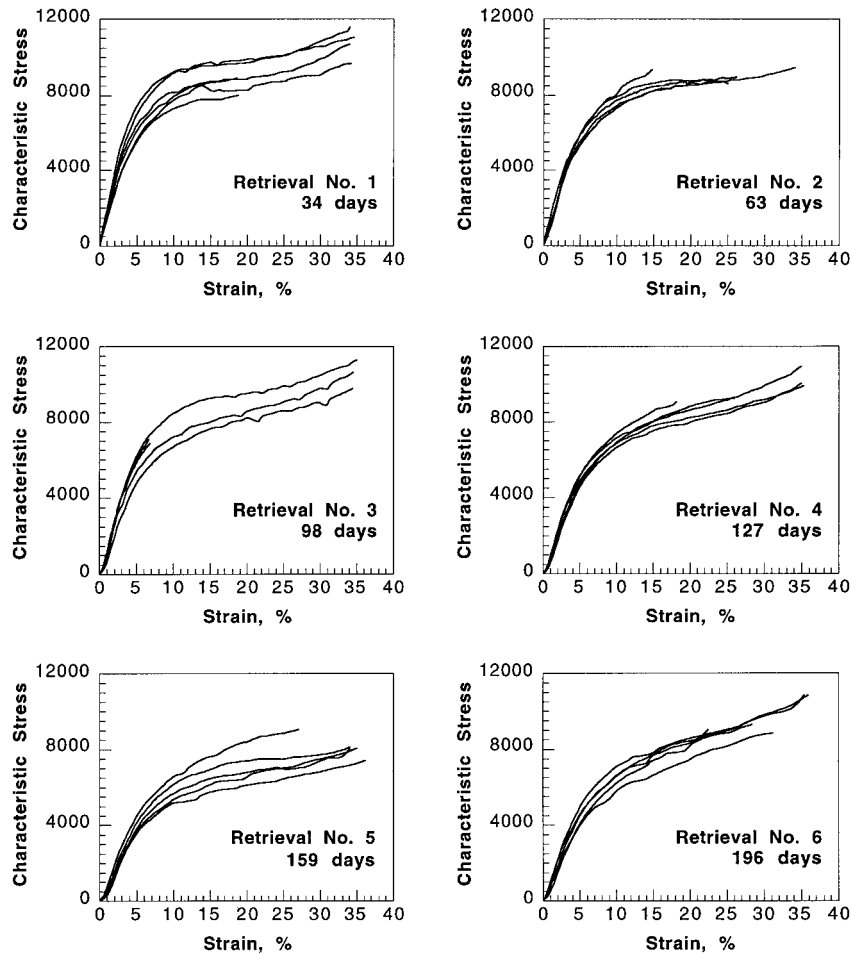 12000
8000
4000
0
Characteristic Stress
Retrieval No. 1
34 days
0 5 10 15 20 25 30 35 40
Strain, %
12000
8000
4000
0
Characteristic Stress
Retrieval No. 2
63 days
0 5 10 15 20 25 30 35 40
Strain, %
12000
8000
4000
0
Characteristic Stress
Retrieval No. 3
98 days
0 5 10 15 20 25 30 35 40
Strain, %
12000
8000
4000
0
Characteristic Stress
Retrieval No. 4
127 days
0 5 10 15 20 25 30 35 40
Strain, %
12000
8000
4000
0
Characteristic Stress
Retrieval No. 5
159 days
0 5 10 15 20 25 30 35 40
Strain, %
12000
8000
4000
0
Characteristic Stress
Retrieval No. 6
196 days
0 5 10 15 20 25 30 35 40
Strain, %